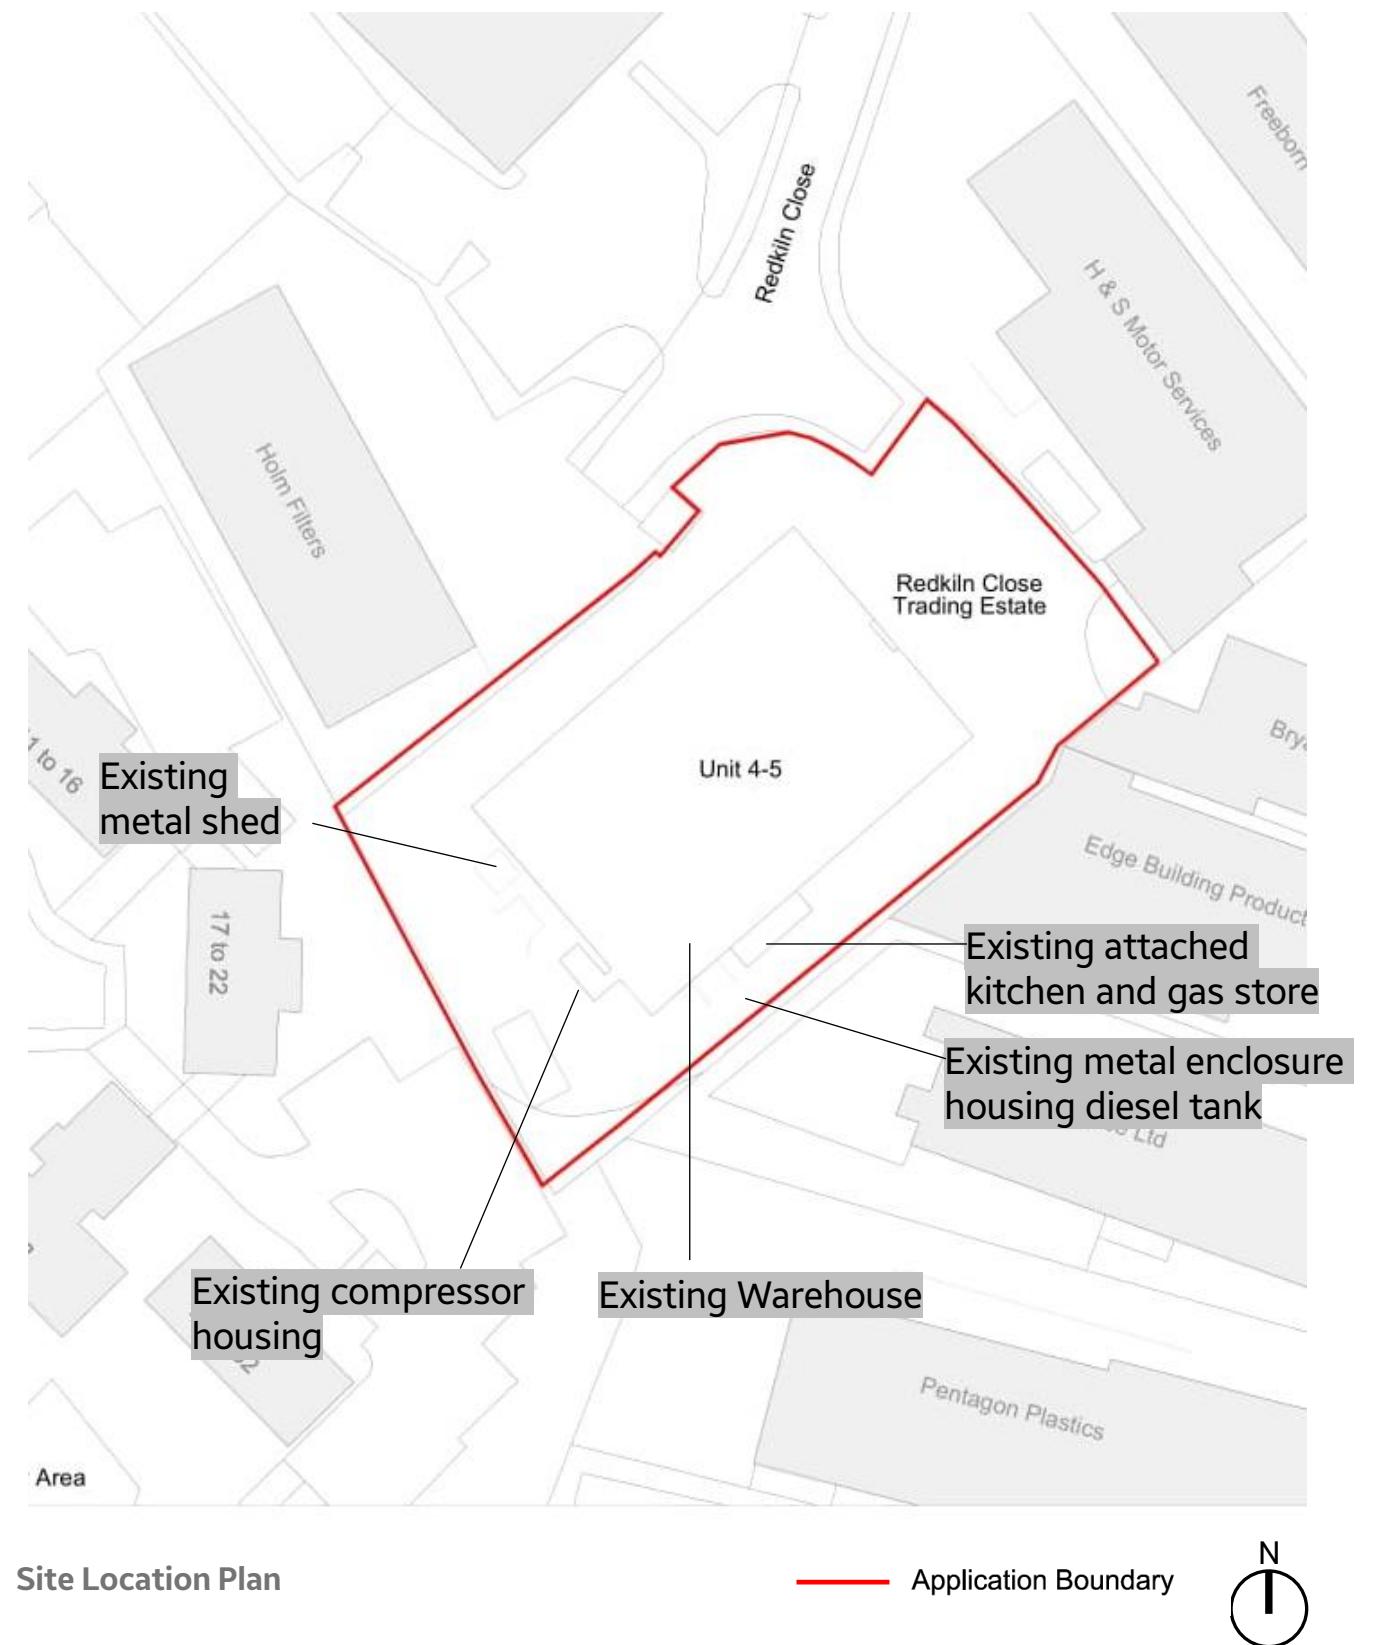 Freeborn
Redkiln Close
H & S Motor Services
Holm Filters
Redkiln Close
Trading Estate
Unit 4-5
1 to 16
Existing
metal shed
Edge Building Product
17 to 22
Existing attached
kitchen and gas store
Existing metal enclosure
housing diesel tank
Ltd
Existing compressor
housing
Existing Warehouse
Pentagon Plastics
Area
Site Location Plan
Application Boundary
N